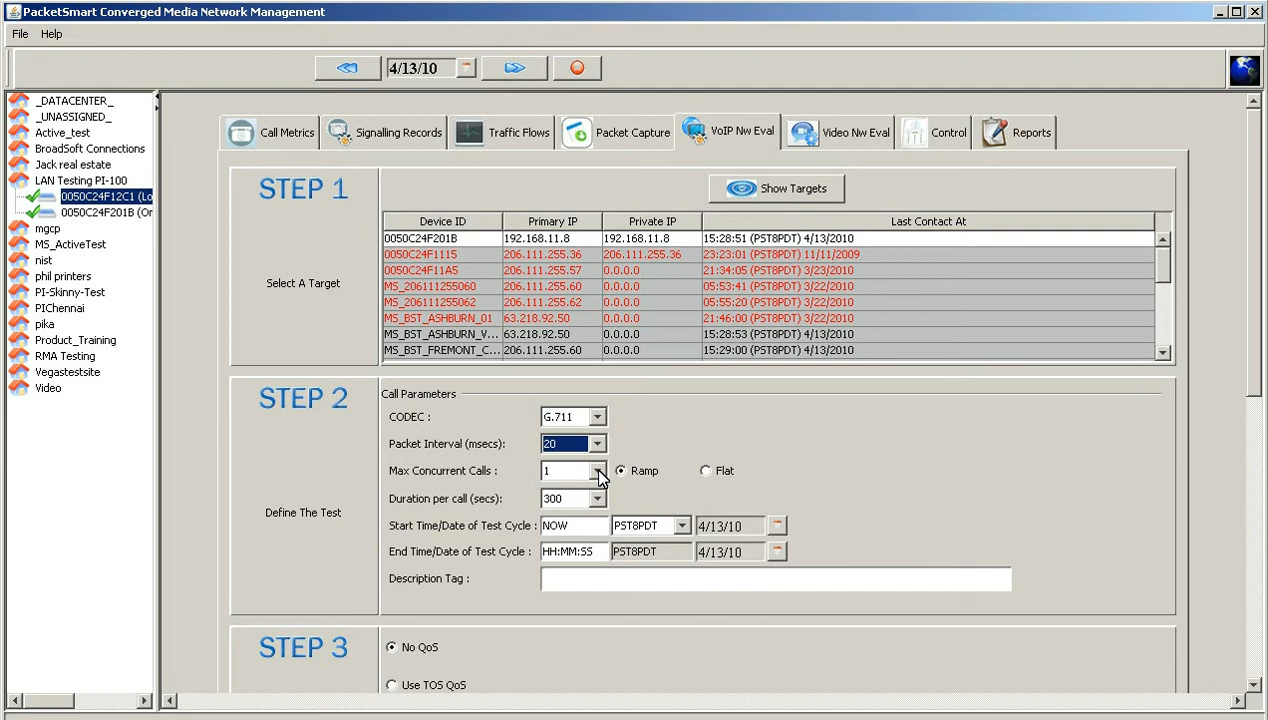 PacketSmart Converged Media Network Management
File Help
4/13/10
_DATACENTER_
_UNASSIGNED_
Active_test
BroadSoft Connections
Jack real estate
LAN Testing PI-100
0050C24F12C1 (Lo
0050C24F201B (Or
mgcp
MS_ActiveTest
nist
phil printers
PI-Skinny-Test
PIChennai
pika
Product_Training
RMA Testing
Vegastestsite
Video
Call Metrics Signalling Records Traffic Flows Packet Capture VoIP Nw Eval Video Nw Eval Control Reports
STEP 1
Select A Target
Show Targets
Device ID Primary IP Private IP Last Contact At
0050C24F201B 192.168.11.8 192.168.11.8 15:28:51 (PST8PDT) 4/13/2010
0050C24F1115 206.111.255.36 206.111.255.36 23:23:01 (PST8PDT) 11/11/2009
0050C24F11A5 206.111.255.57 0.0.0.0 21:34:05 (PST8PDT) 3/23/2010
MS_206111255060 206.111.255.60 0.0.0.0 05:53:41 (PST8PDT) 3/22/2010
MS_206111255062 206.111.255.62 0.0.0.0 05:55:20 (PST8PDT) 3/22/2010
MS_BST_ASHBURN_01 63.218.92.50 0.0.0.0 21:46:00 (PST8PDT) 3/22/2010
MS_BST_ASHBURN_V... 63.218.92.50 0.0.0.0 15:28:53 (PST8PDT) 4/13/2010
MS_BST_FREMONT_C... 206.111.255.60 0.0.0.0 15:29:00 (PST8PDT) 4/13/2010
STEP 2
Define The Test
Call Parameters
CODEC : G.711
Packet Interval (msecs): 20
Max Concurrent Calls : 1 Ramp Flat
Duration per call (secs): 300
Start Time/Date of Test Cycle : NOW PST8PDT 4/13/10
End Time/Date of Test Cycle : HH:MM:SS PST8PDT 4/13/10
Description Tag :
STEP 3
No QoS
Use TOS QoS